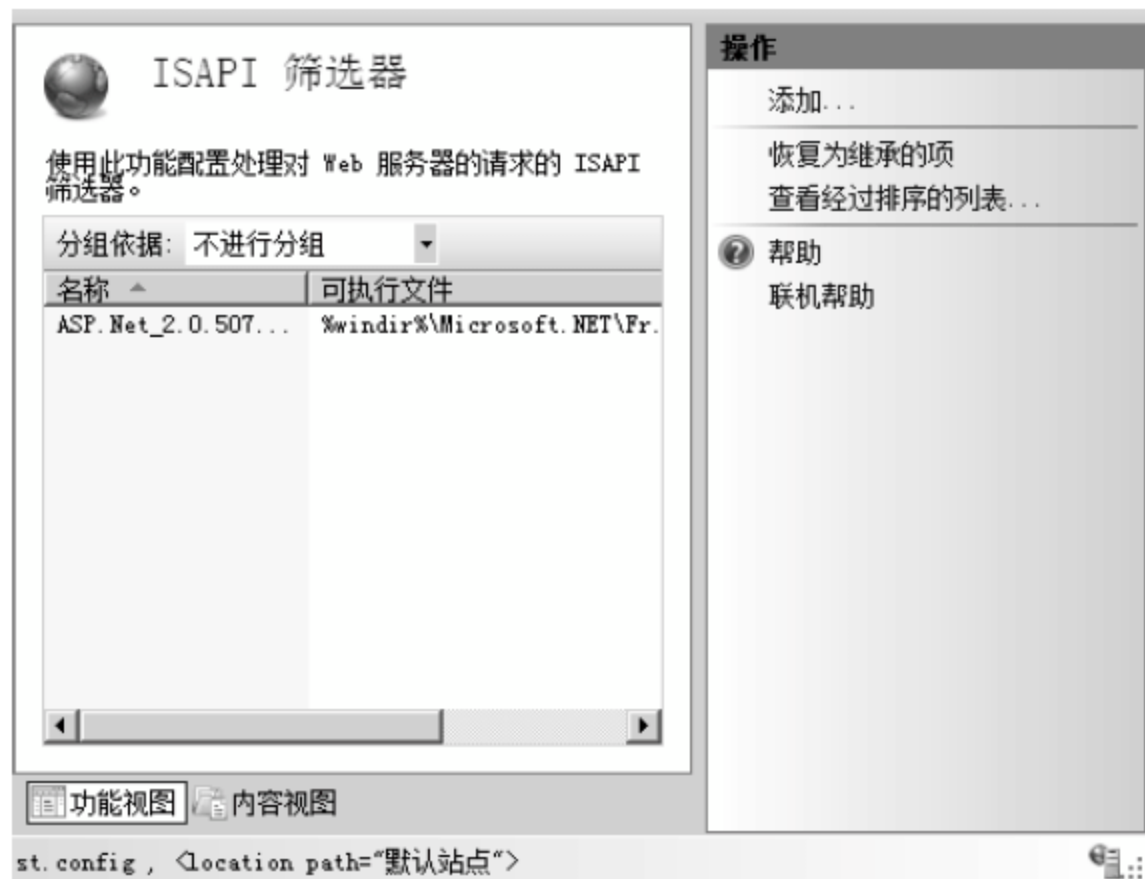 ISAPI 筛选器
使用此功能配置处理对 Web 服务器的请求的 ISAPI
筛选器。
分组依据: 不进行分组
名称 可执行文件
ASP.Net_2.0.507... %windir%\Microsoft.NET\Fr.
功能视图 内容视图
st.config , <location path="默认站点">
操作
添加...
恢复为继承的项
查看经过排序的列表...
帮助
联机帮助